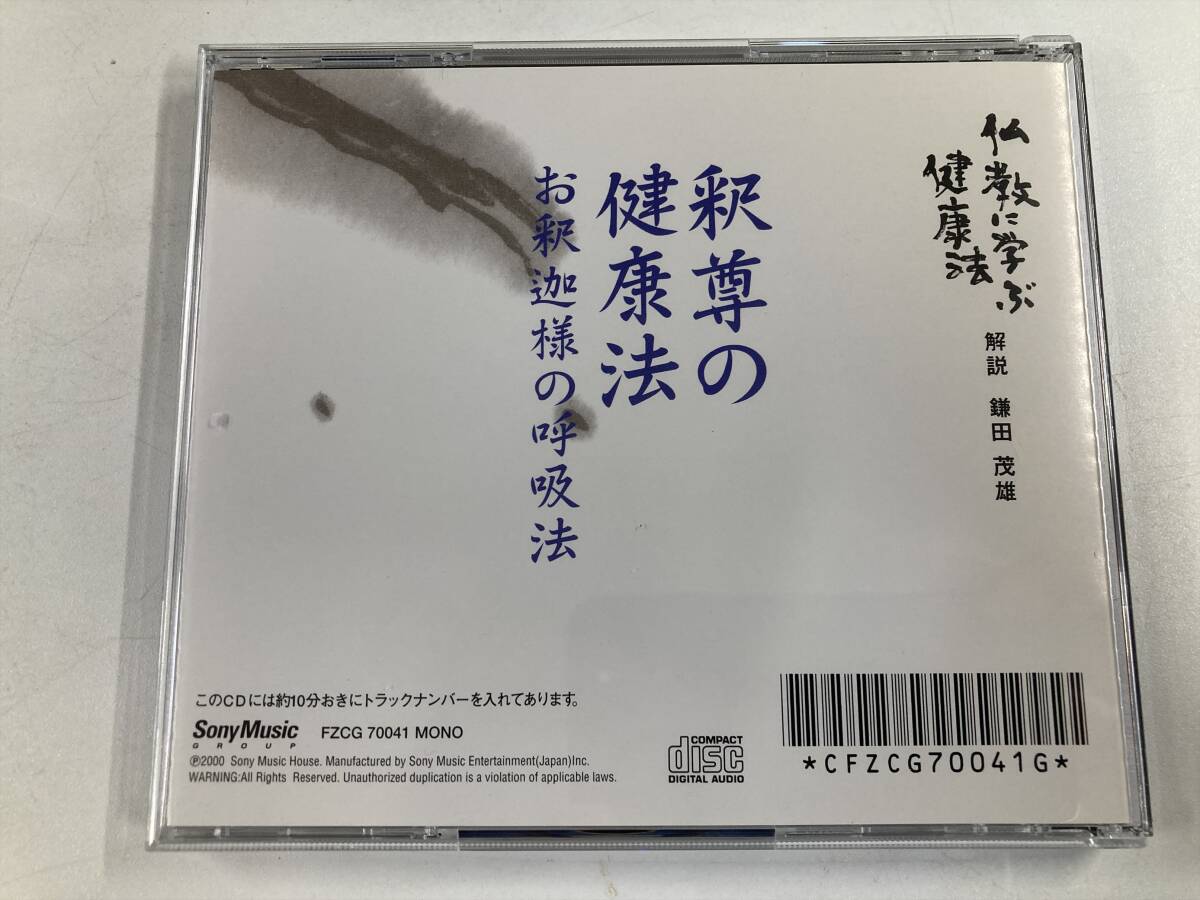 仏教に学ぶ
健康法
解説 鎌田 茂雄
釈尊の
健康法
お釈迦様の呼吸法
このCDには約10分おきにトラックナンバーを入れてあります。
Sony Music
GROUP
FZCG 70041 MONO
℗2000 Sony Music House. Manufactured by Sony Music Entertainment(Japan)Inc.
WARNING:All Rights Reserved. Unauthorized duplication is a violation of applicable laws.
COMPACT
disc
DIGITAL AUDIO
*CFZCG70041G*